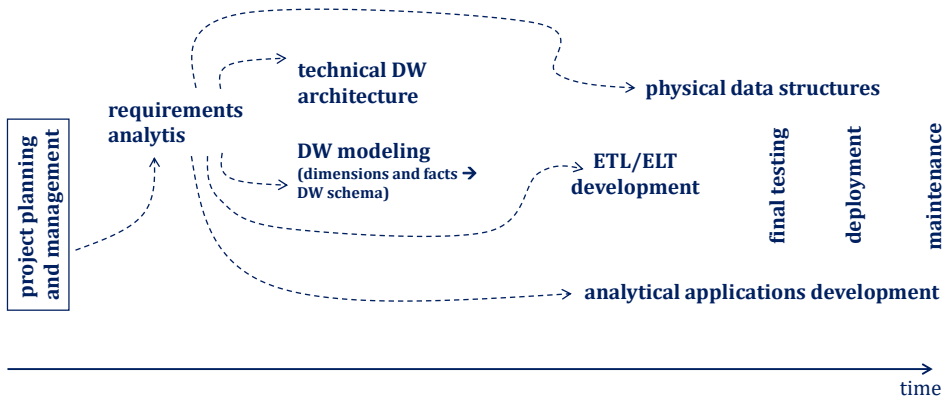 project planning
and management
requirements
analytis
technical DW
architecture
DW modeling
(dimensions and facts →
DW schema)
physical data structures
ETL/ELT
development
analytical applications development
final testing
deployment
maintenance
time